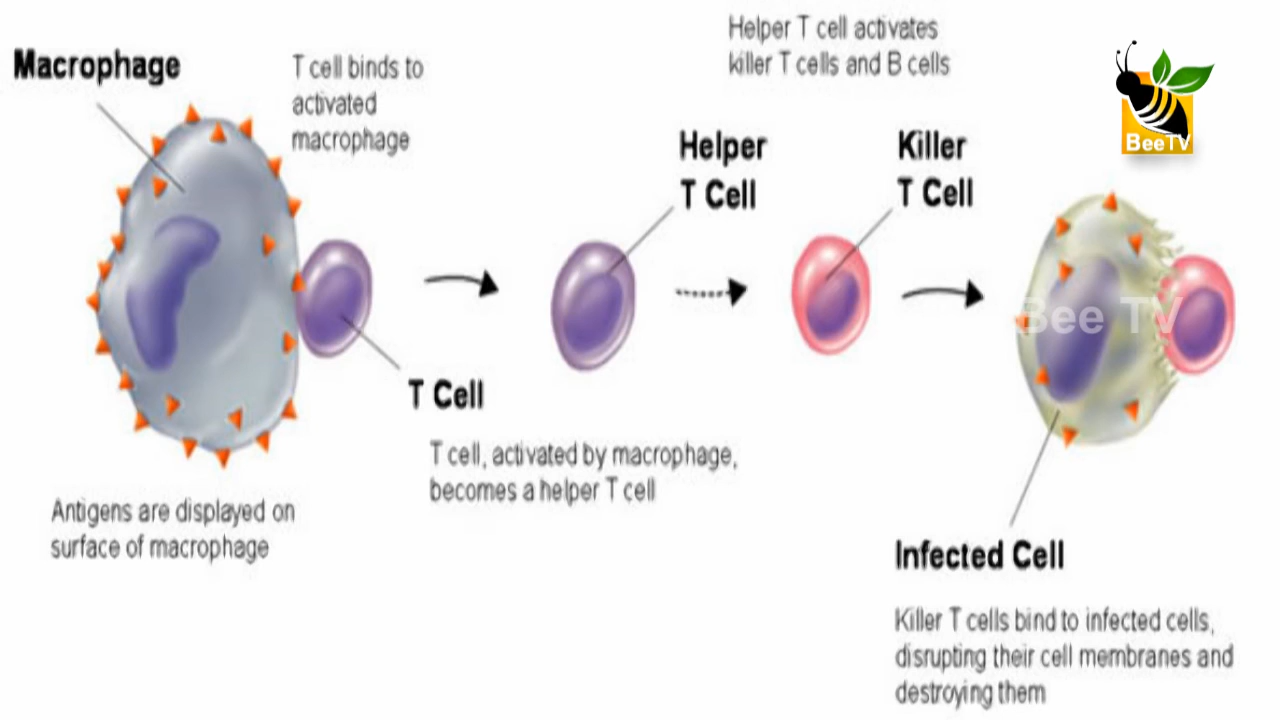 Macrophage
T cell binds to
activated
macrophage
Helper T cell activates
killer T cells and B cells
BeeTV
Helper
T Cell
Killer
T Cell
Bee TV
T Cell
T cell, activated by macrophage,
becomes a helper T cell
Antigens are displayed on
surface of macrophage
Infected Cell
Killer T cells bind to infected cells,
disrupting their cell membranes and
destroying them